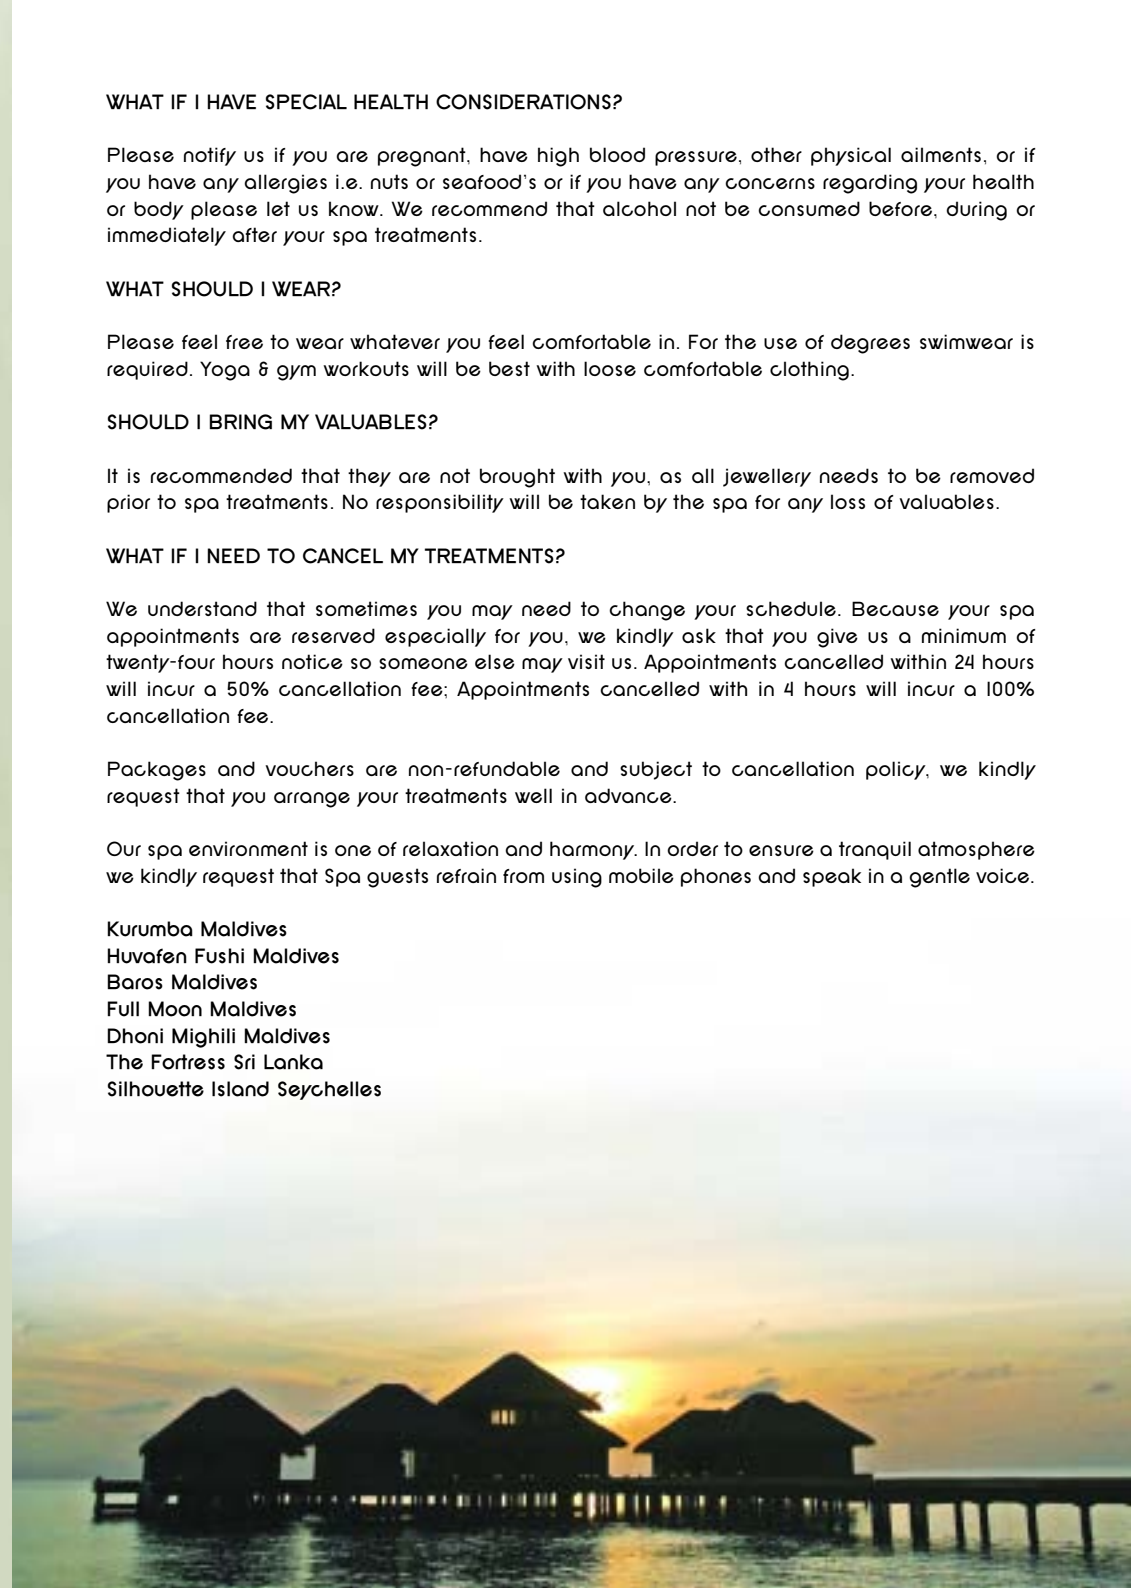 WHAT IF I HAVE SPECIAL HEALTH CONSIDERATIONS?
Please notify us if you are pregnant, have high blood pressure, other physical ailments, or if
you have any allergies i.e. nuts or seafood's or if you have any concerns regarding your health
or body please let us know. We recommend that alcohol not be consumed before, during or
immediately after your spa treatments.
WHAT SHOULD I WEAR?
Please feel free to wear whatever you feel comfortable in. For the use of degrees swimwear is
required. Yoga & gym workouts will be best with loose comfortable clothing.
SHOULD I BRING MY VALUABLES?
It is recommended that they are not brought with you, as all jewellery needs to be removed
prior to spa treatments. No responsibility will be taken by the spa for any loss of valuables.
WHAT IF I NEED TO CANCEL MY TREATMENTS?
We understand that sometimes you may need to change your schedule. Because your spa
appointments are reserved especially for you, we kindly ask that you give us a minimum of
twenty-four hours notice so someone else may visit us. Appointments cancelled within 24 hours
will incur a 50% cancellation fee; Appointments cancelled with in 4 hours will incur a 100%
cancellation fee.
Packages and vouchers are non-refundable and subject to cancellation policy, we kindly
request that you arrange your treatments well in advance.
Our spa environment is one of relaxation and harmony. In order to ensure a tranquil atmosphere
we kindly request that Spa guests refrain from using mobile phones and speak in a gentle voice.
Kurumba Maldives
Huvafen Fushi Maldives
Baros Maldives
Full Moon Maldives
Dhoni Mighili Maldives
The Fortress Sri Lanka
Silhouette Island Seychelles